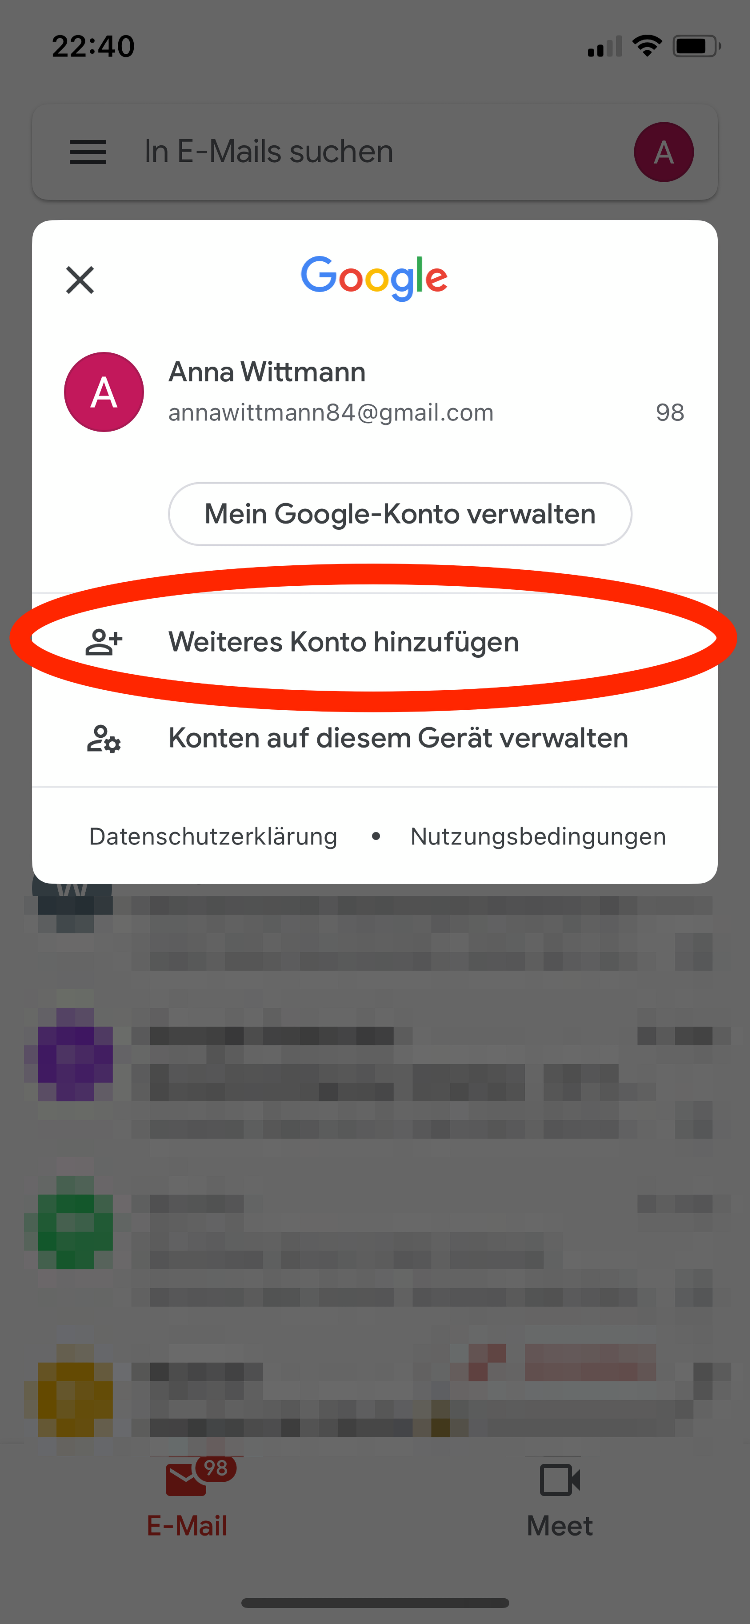 22:40
In E-Mails suchen
A
Google
A
Anna Wittmann
annawittmann84@gmail.com
98
Mein Google-Konto verwalten
Weiteres Konto hinzufügen
Konten auf diesem Gerät verwalten
Datenschutzerklärung • Nutzungsbedingungen
W
98
E-Mail
Meet